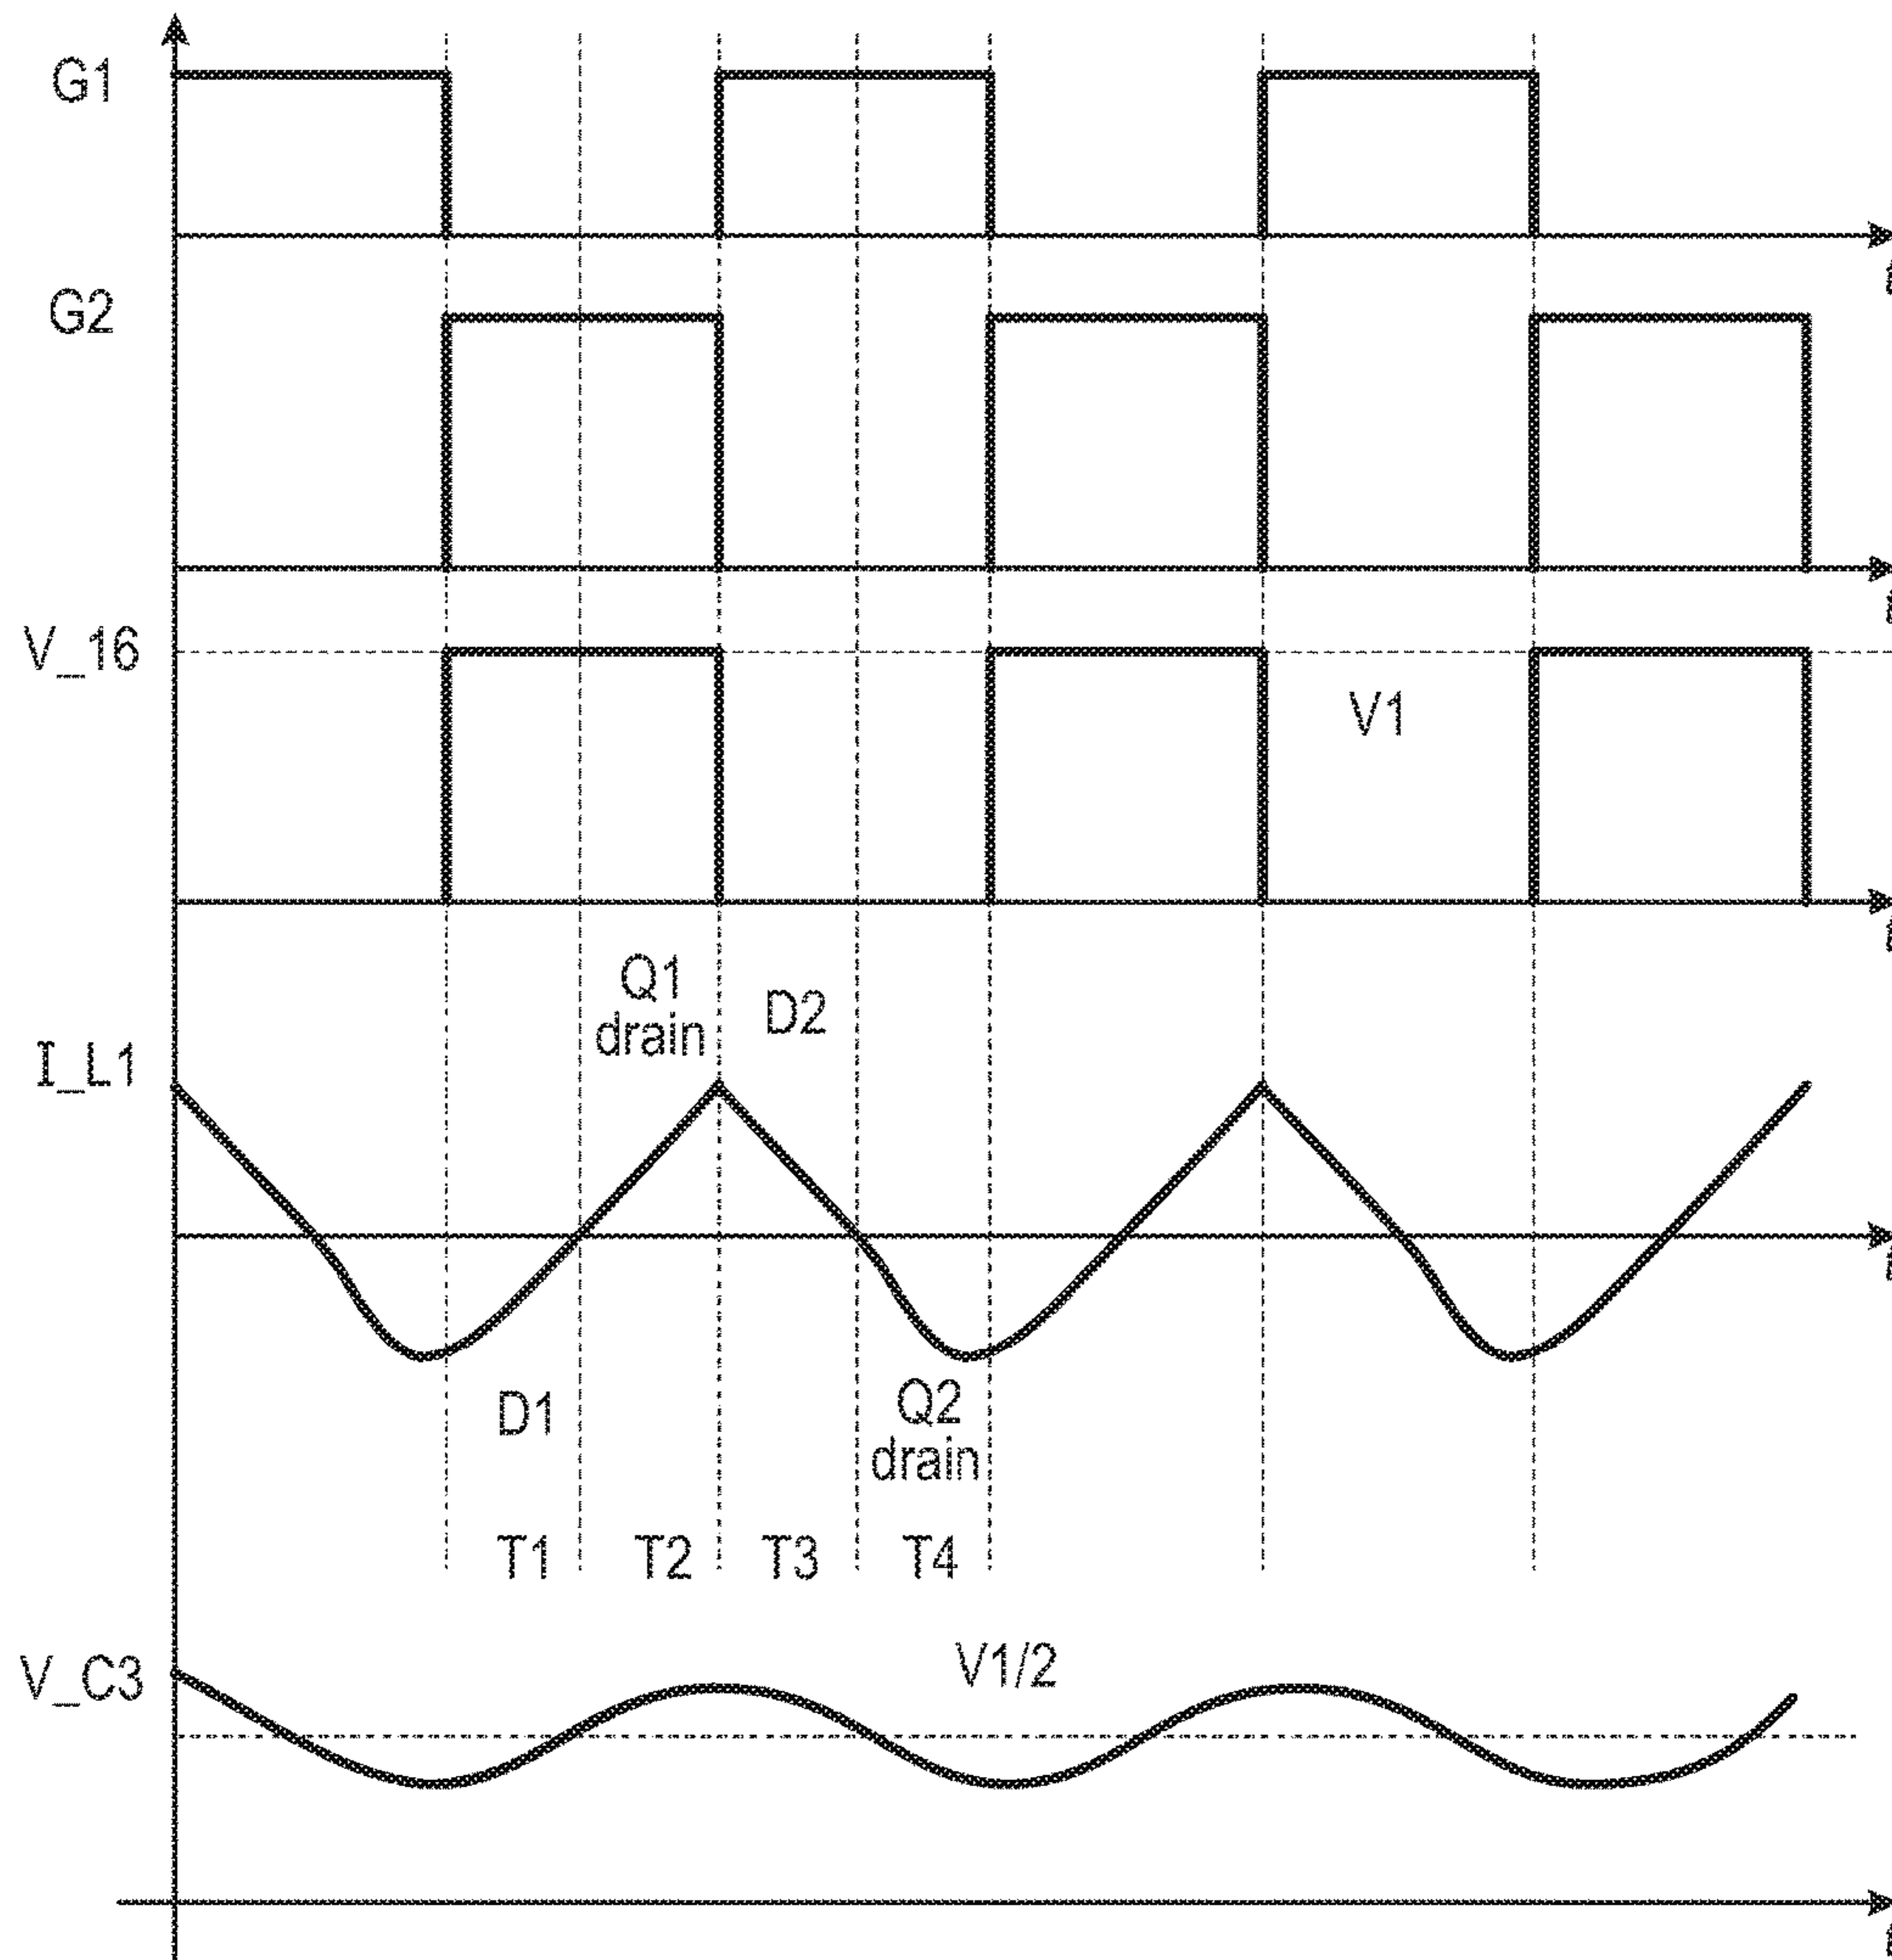 G1
t
G2
t
V_16
V1
t
Q1
drain
D2
I_L1
t
D1
Q2
drain
T1
T2
T3
T4
V1/2
V_C3
t